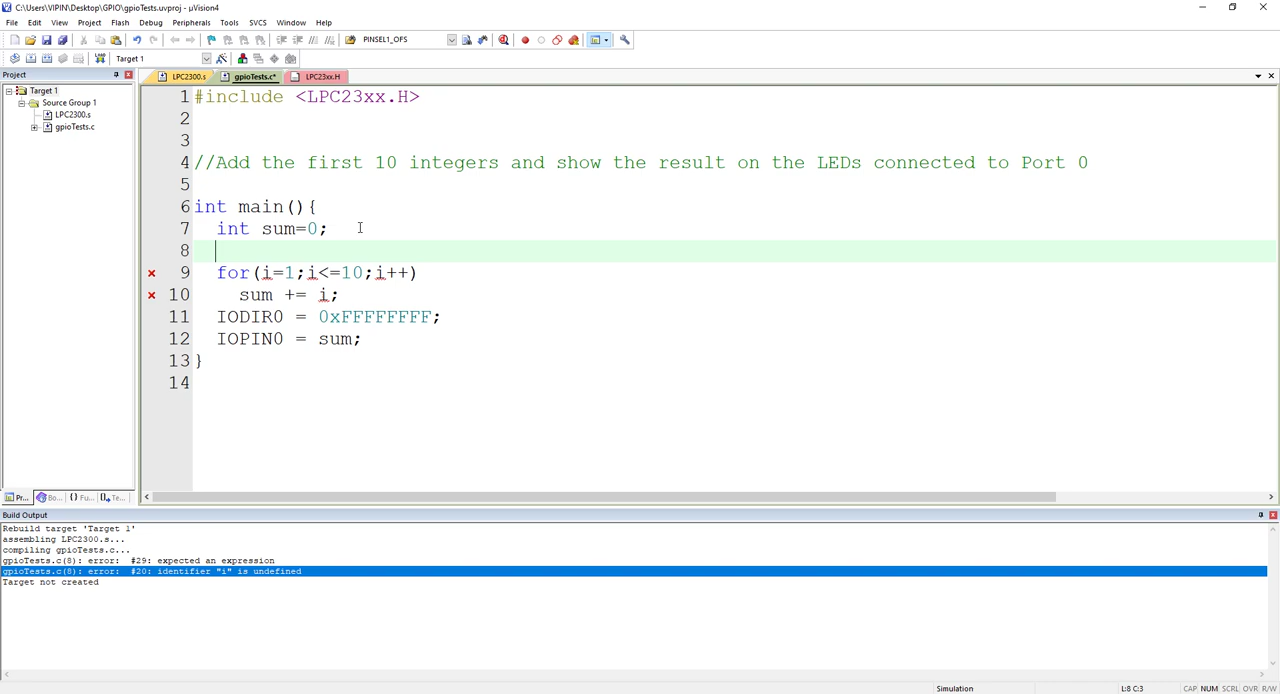 C:\Users\VIPIN\Desktop\GPIO\gpioTests.uvproj - µVision4
File Edit View Project Flash Debug Peripherals Tools SVCS Window Help
PINSEL1_OFS
Target 1
Project
LPC2300.s gpioTests.c* LPC23xx.H
Target 1
Source Group 1
LPC2300.s
gpioTests.c
1 #include <LPC23xx.H>
2
3
4 //Add the first 10 integers and show the result on the LEDs connected to Port 0
5
6 int main(){
7 int sum=0;
8
9 for(i=1;i<=10;i++)
10 sum += i;
11 IODIR0 = 0xFFFFFFFF;
12 IOPIN0 = sum;
13 }
14
Pr... Bo... {} Fu... Te...
Build Output
Rebuild target 'Target 1'
assembling LPC2300.s...
compiling gpioTests.c...
gpioTests.c(8): error: #29: expected an expression
gpioTests.c(8): error: #20: identifier "i" is undefined
Target not created
Simulation L:8 C:3 CAP NUM SCRL OVR R/W